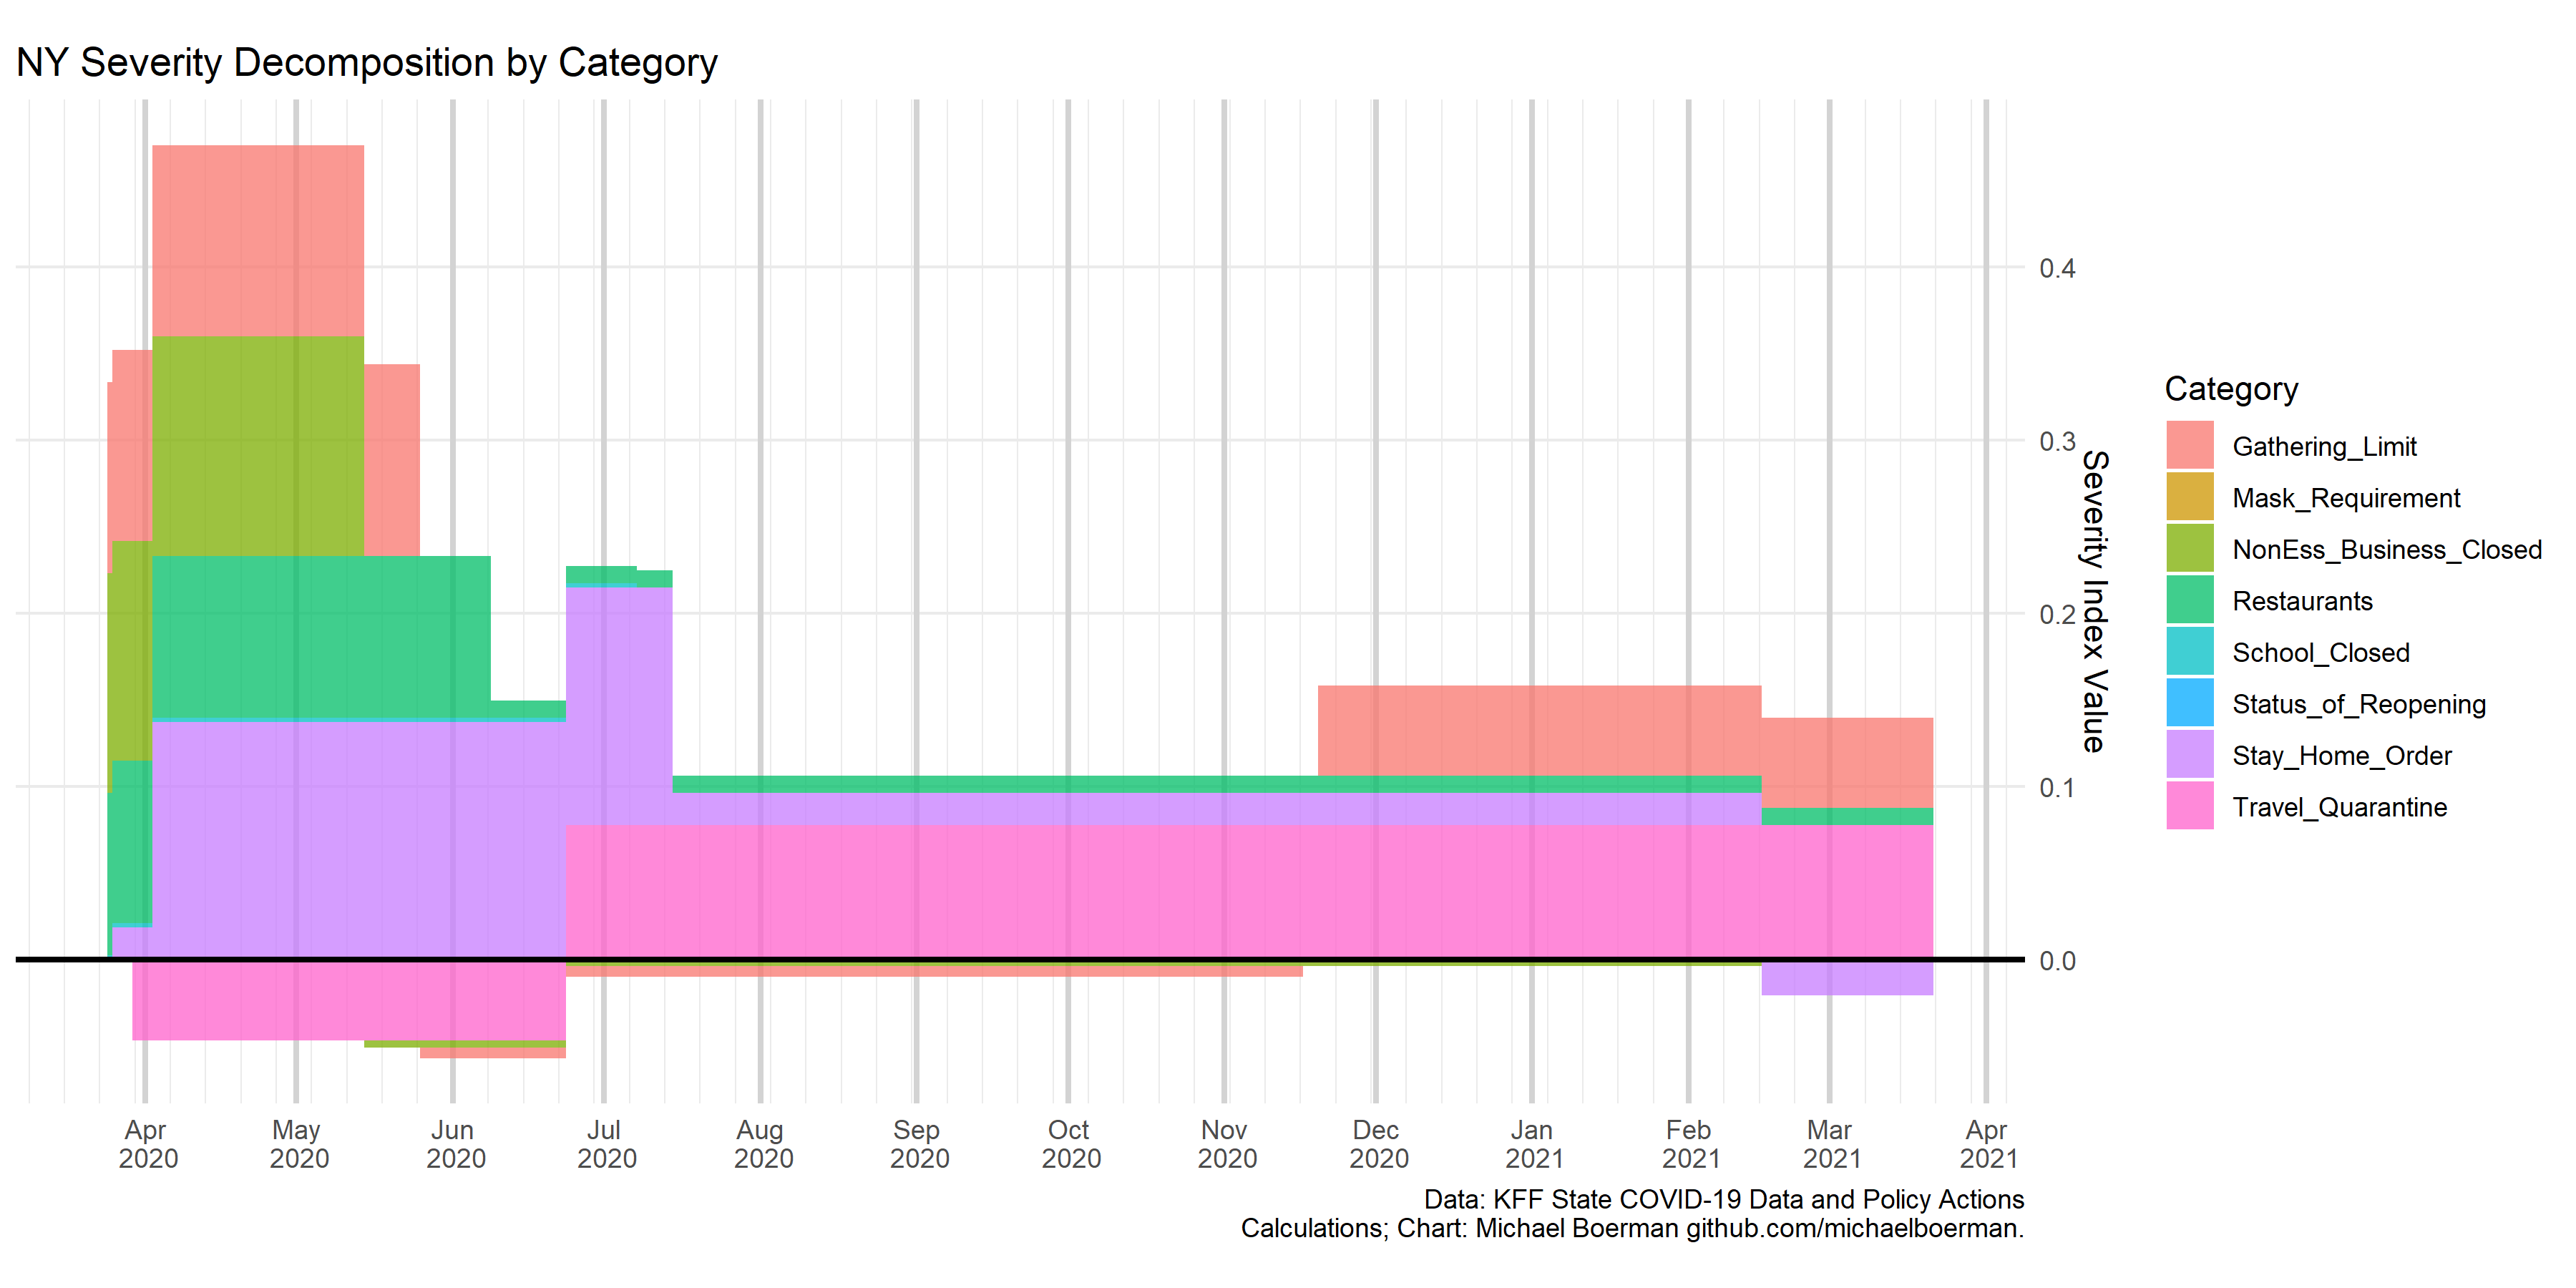 NY Severity Decomposition by Category
0.4
0.3
0.2
0.1
0.0
Severity Index Value
Category
Gathering_Limit
Mask_Requirement
NonEss_Business_Closed
Restaurants
School_Closed
Status_of_Reopening
Stay_Home_Order
Travel_Quarantine
Apr May Jun Jul Aug Sep Oct Nov Dec Jan Feb Mar Apr
2020 2020 2020 2020 2020 2020 2020 2020 2020 2021 2021 2021 2021
Data: KFF State COVID-19 Data and Policy Actions
Calculations; Chart: Michael Boerman github.com/michaelboerman.